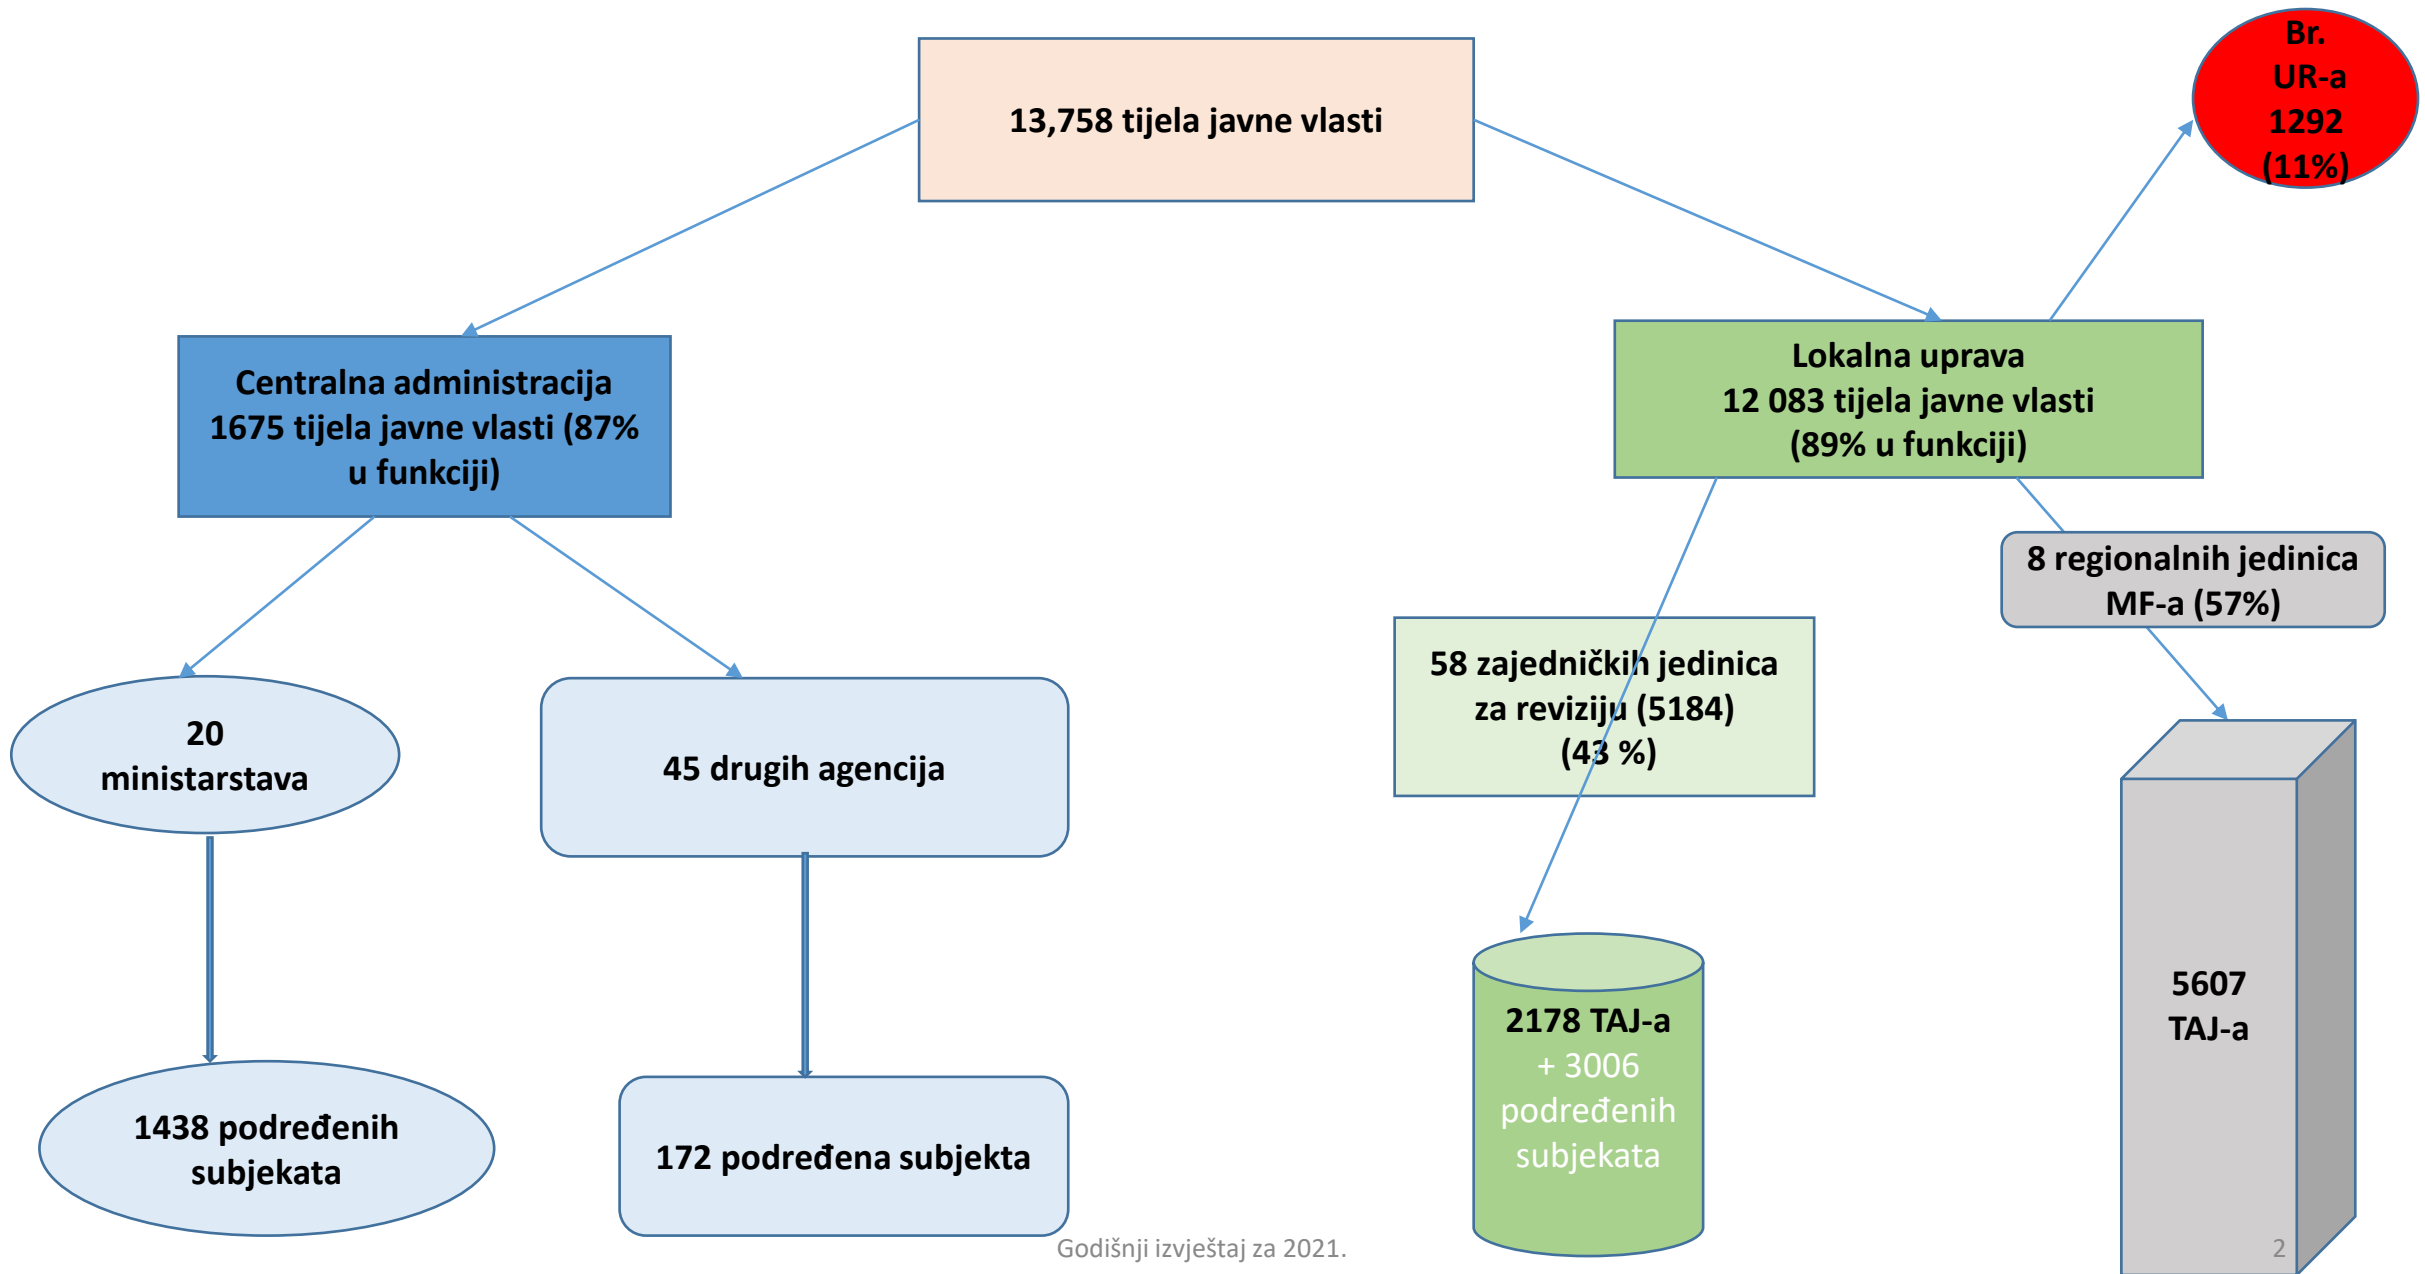 13,758 tijela javne vlasti
Br.
UR-a
1292
(11%)
Centralna administracija
1675 tijela javne vlasti (87%
u funkciji)
Lokalna uprava
12 083 tijela javne vlasti
(89% u funkciji)
8 regionalnih jedinica
MF-a (57%)
58 zajedničkih jedinica
za reviziju (5184)
(43 %)
20
ministarstava
45 drugih agencija
1438 podređenih
subjekata
172 podređena subjekta
2178 TAJ-a
+ 3006
podređenih
subjekata
5607
TAJ-a
Godišnji izvještaj za 2021.
2